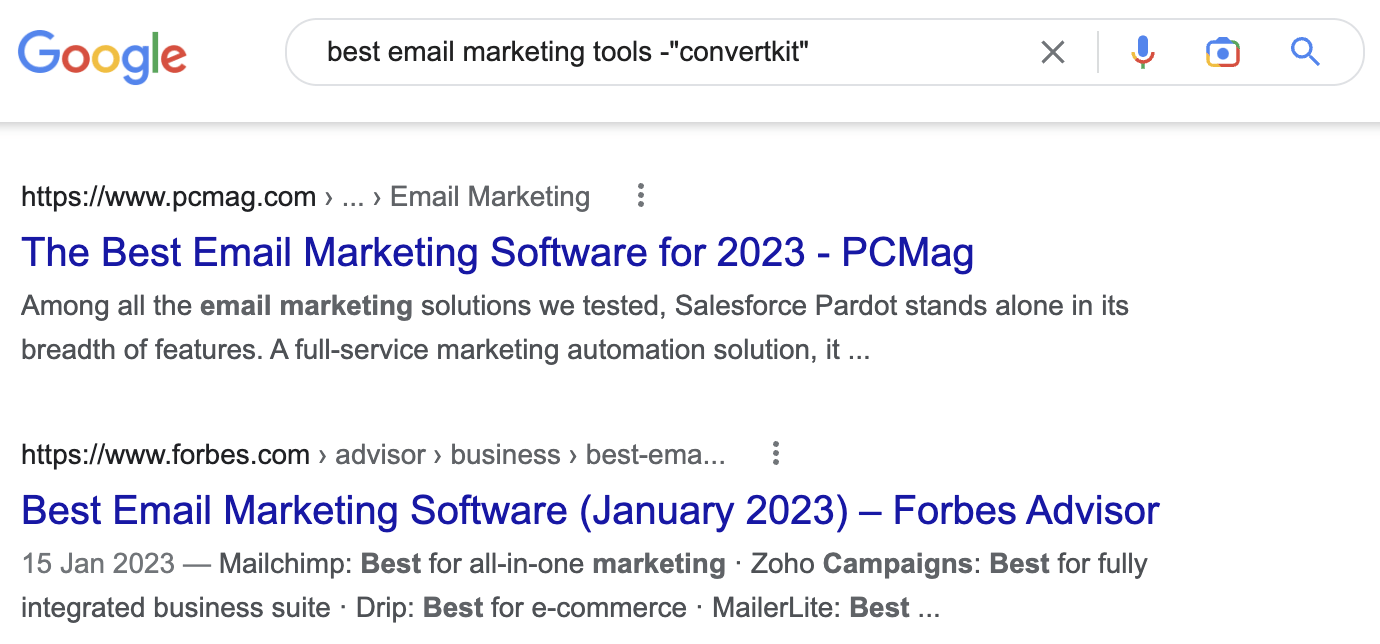 Google
best email marketing tools -"convertkit"
https://www.pcmag.com › ... › Email Marketing
The Best Email Marketing Software for 2023 - PCMag
Among all the email marketing solutions we tested, Salesforce Pardot stands alone in its
breadth of features. A full-service marketing automation solution, it ...
https://www.forbes.com › advisor › business › best-ema...
Best Email Marketing Software (January 2023) – Forbes Advisor
15 Jan 2023 — Mailchimp: Best for all-in-one marketing · Zoho Campaigns: Best for fully
integrated business suite · Drip: Best for e-commerce · MailerLite: Best ...